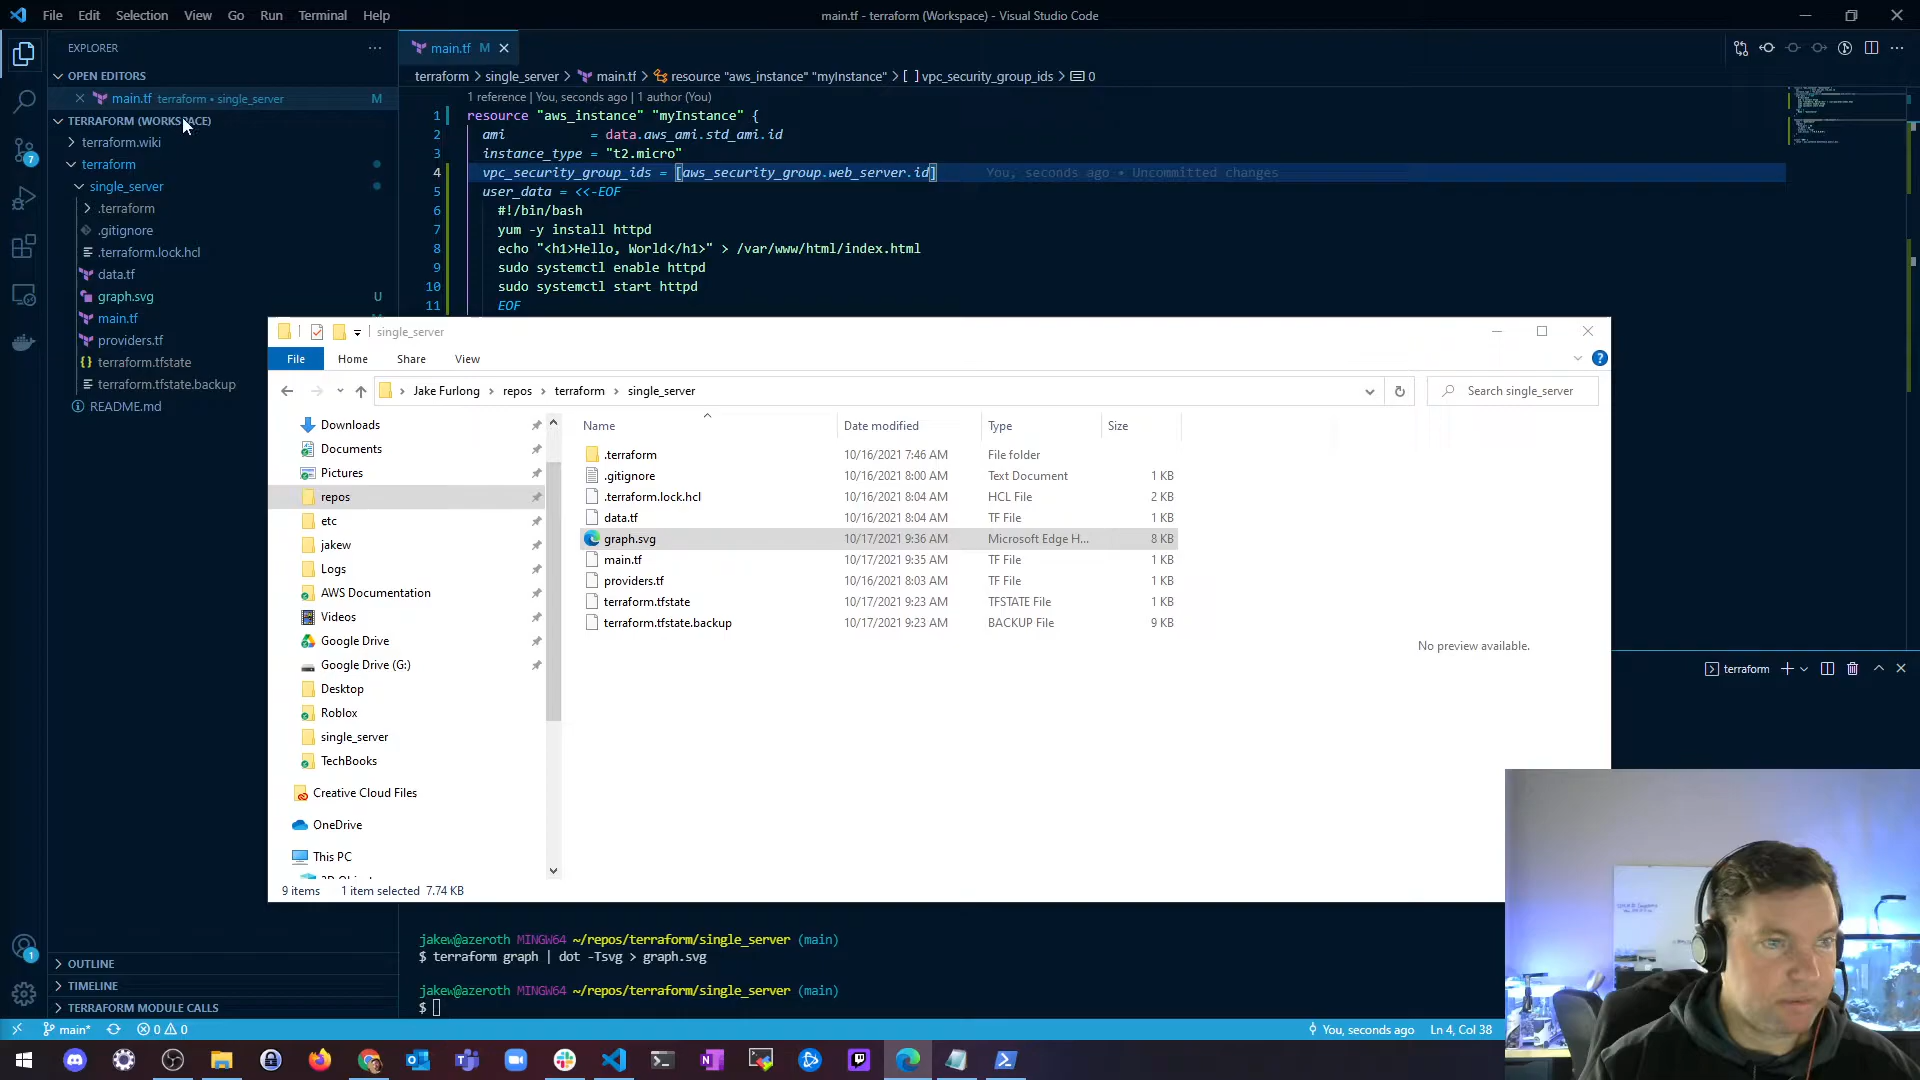 File Edit Selection View Go Run Terminal Help
main.tf - terraform (Workspace) - Visual Studio Code
EXPLORER
OPEN EDITORS
main.tf terraform • single_server M
TERRAFORM (WORKSPACE)
terraform.wiki
terraform
single_server
.terraform
.gitignore
.terraform.lock.hcl
data.tf
graph.svg U
main.tf
providers.tf
terraform.tfstate
terraform.tfstate.backup
README.md
7
1
OUTLINE
TIMELINE
TERRAFORM MODULE CALLS
main.tf M
terraform > single_server > main.tf > resource "aws_instance" "myInstance" > [ ] vpc_security_group_ids > 0
1 reference | You, seconds ago | 1 author (You)
1 resource "aws_instance" "myInstance" {
2 ami = data.aws_ami.std_ami.id
3 instance_type = "t2.micro"
4 vpc_security_group_ids = [aws_security_group.web_server.id] You, seconds ago • Uncommitted changes
5 user_data = <<-EOF
6 #!/bin/bash
7 yum -y install httpd
8 echo "<h1>Hello, World</h1>" > /var/www/html/index.html
9 sudo systemctl enable httpd
10 sudo systemctl start httpd
11 EOF
single_server
File Home Share View
Jake Furlong > repos > terraform > single_server
Search single_server
Downloads
Documents
Pictures
repos
etc
jakew
Logs
AWS Documentation
Videos
Google Drive
Google Drive (G:)
Desktop
Roblox
single_server
TechBooks
Creative Cloud Files
OneDrive
This PC
Name Date modified Type Size
.terraform 10/16/2021 7:46 AM File folder
.gitignore 10/16/2021 8:00 AM Text Document 1 KB
.terraform.lock.hcl 10/16/2021 8:04 AM HCL File 2 KB
data.tf 10/16/2021 8:04 AM TF File 1 KB
graph.svg 10/17/2021 9:36 AM Microsoft Edge H... 8 KB
main.tf 10/17/2021 9:35 AM TF File 1 KB
providers.tf 10/16/2021 8:03 AM TF File 1 KB
terraform.tfstate 10/17/2021 9:23 AM TFSTATE File 1 KB
terraform.tfstate.backup 10/17/2021 9:23 AM BACKUP File 9 KB
No preview available.
9 items 1 item selected 7.74 KB
terraform
jakew@azeroth MINGW64 ~/repos/terraform/single_server (main)
$ terraform graph | dot -Tsvg > graph.svg
jakew@azeroth MINGW64 ~/repos/terraform/single_server (main)
$
main* 0 0
You, seconds ago Ln 4, Col 38